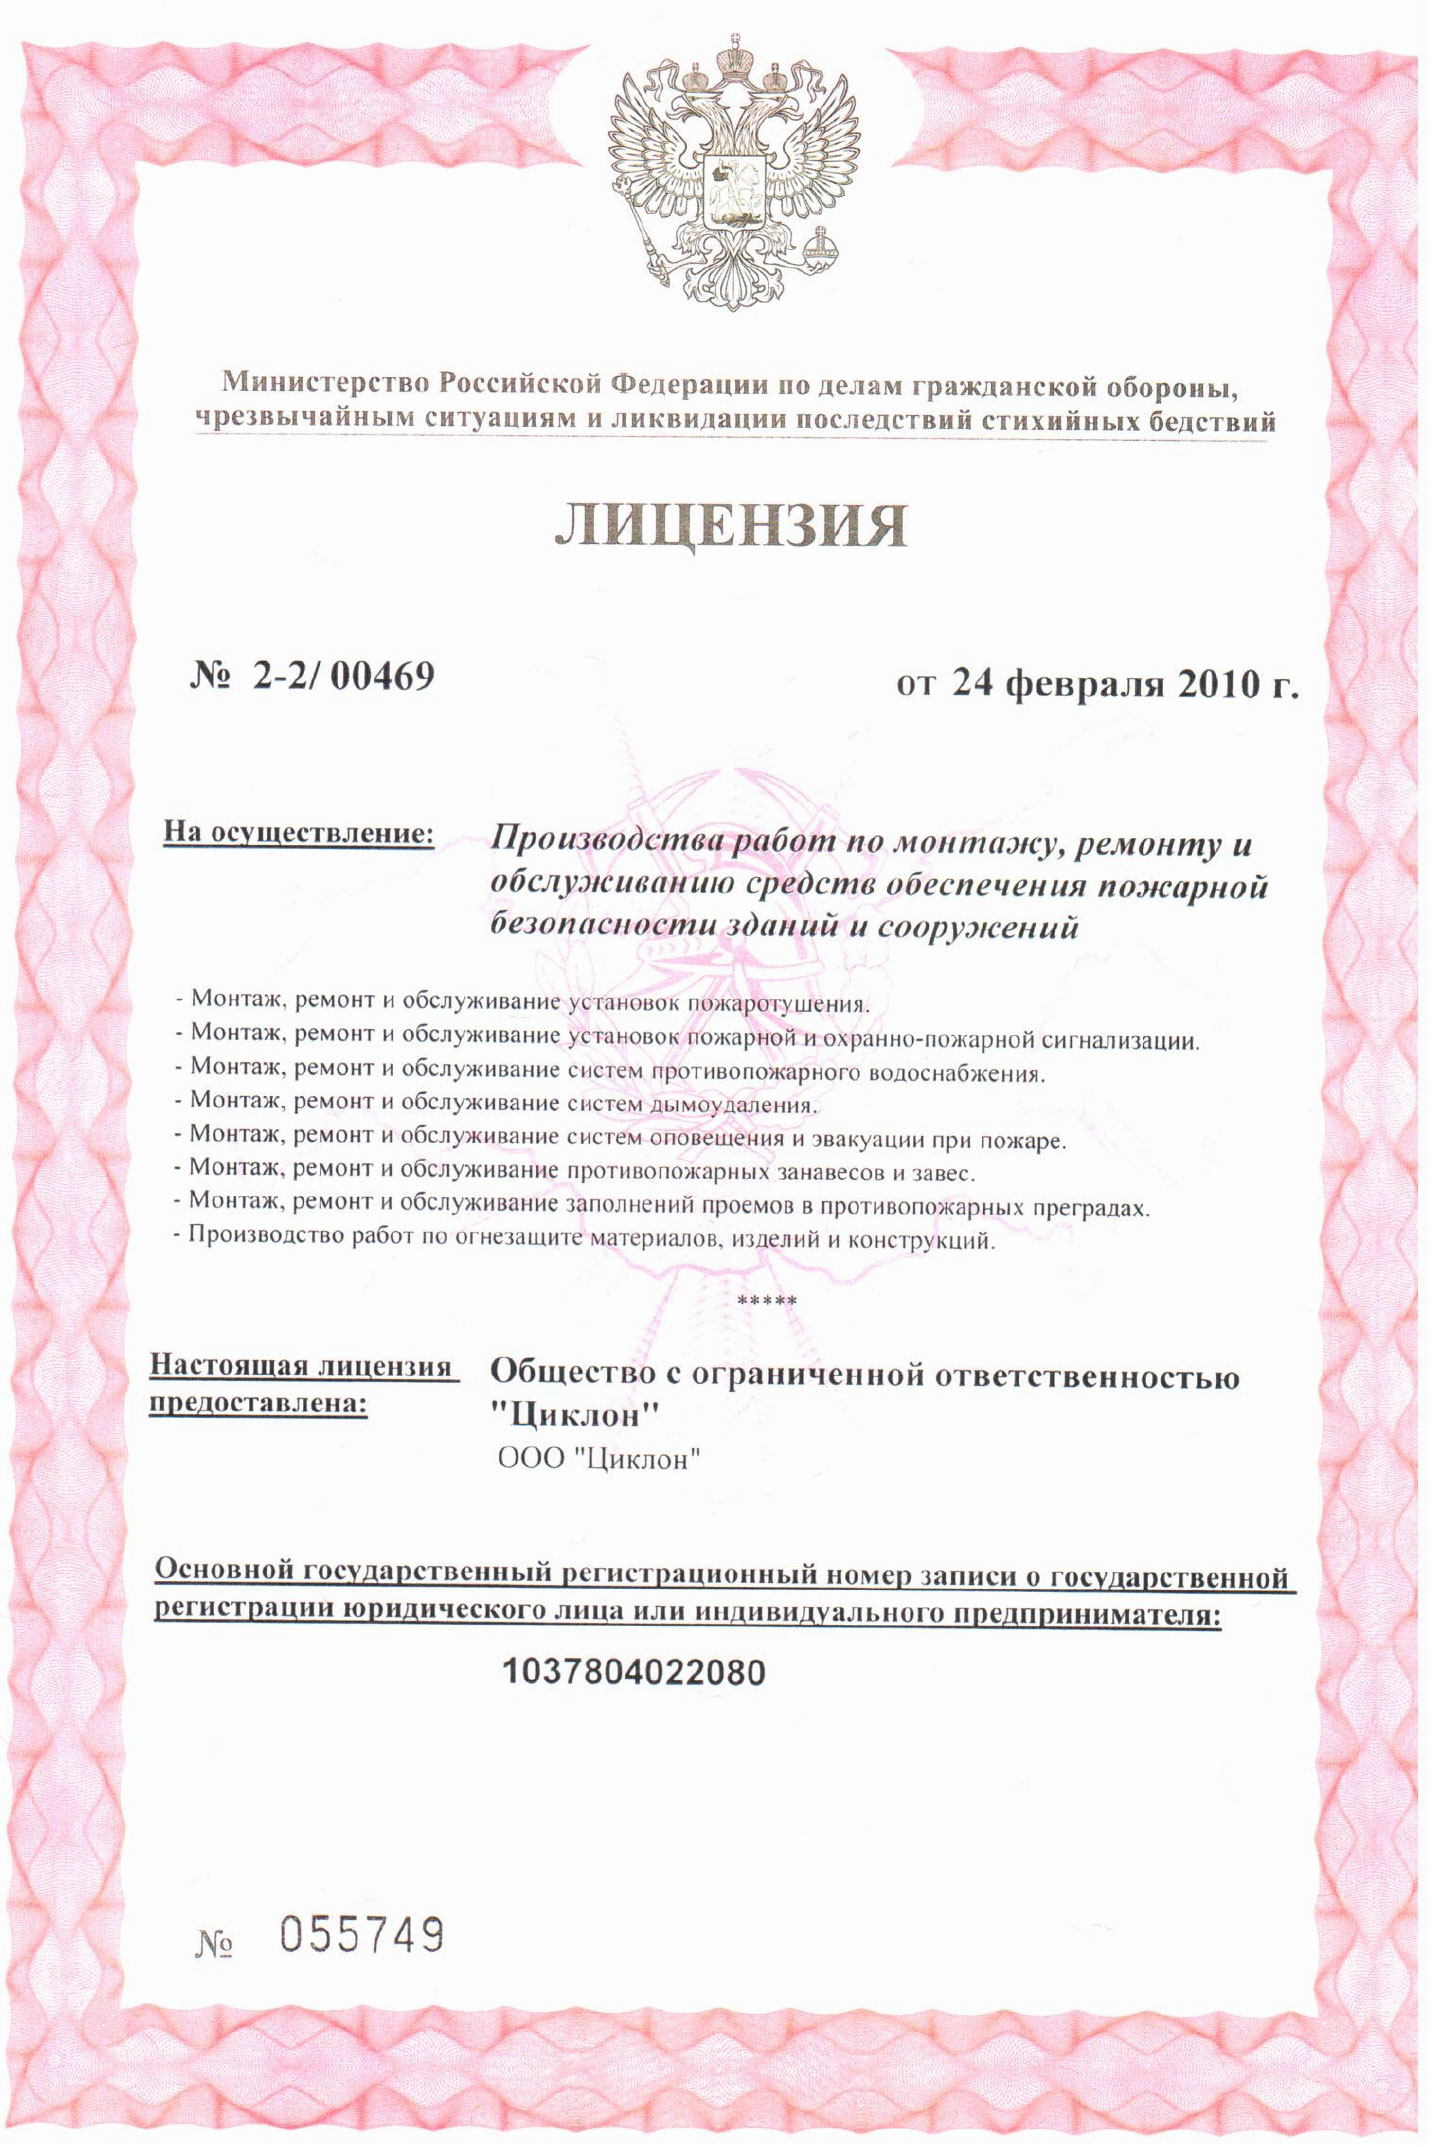 Министерство Российской Федерации по делам гражданской обороны,
чрезвычайным ситуациям и ликвидации последствий стихийных бедствий
ЛИЦЕНЗИЯ
№ 2-2/ 00469
от 24 февраля 2010 г.
На осуществление:
Производства работ по монтажу, ремонту и
обслуживанию средств обеспечения пожарной
безопасности зданий и сооружений
- Монтаж, ремонт и обслуживание установок пожаротушения.
- Монтаж, ремонт и обслуживание установок пожарной и охранно-пожарной сигнализации.
- Монтаж, ремонт и обслуживание систем противопожарного водоснабжения.
- Монтаж, ремонт и обслуживание систем дымоудаления.
- Монтаж, ремонт и обслуживание систем оповещения и эвакуации при пожаре.
- Монтаж, ремонт и обслуживание противопожарных занавесов и завес.
- Монтаж, ремонт и обслуживание заполнений проемов в противопожарных преградах.
- Производство работ по огнезащите материалов, изделий и конструкций.
*****
Настоящая лицензия
предоставлена:
Общество с ограниченной ответственностью
"Циклон"
ООО "Циклон"
Основной государственный регистрационный номер записи о государственной
регистрации юридического лица или индивидуального предпринимателя:
1037804022080
№ 055749